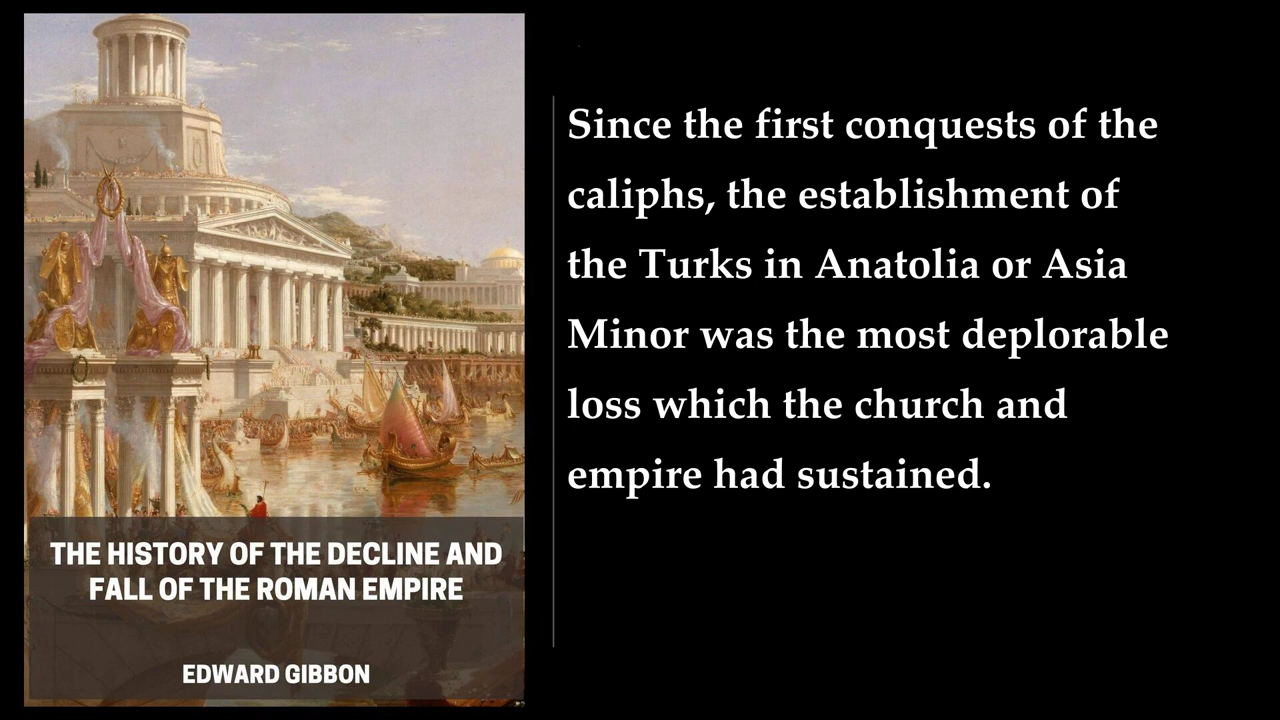 THE HISTORY OF THE DECLINE AND
FALL OF THE ROMAN EMPIRE
EDWARD GIBBON
Since the first conquests of the
caliphs, the establishment of
the Turks in Anatolia or Asia
Minor was the most deplorable
loss which the church and
empire had sustained.